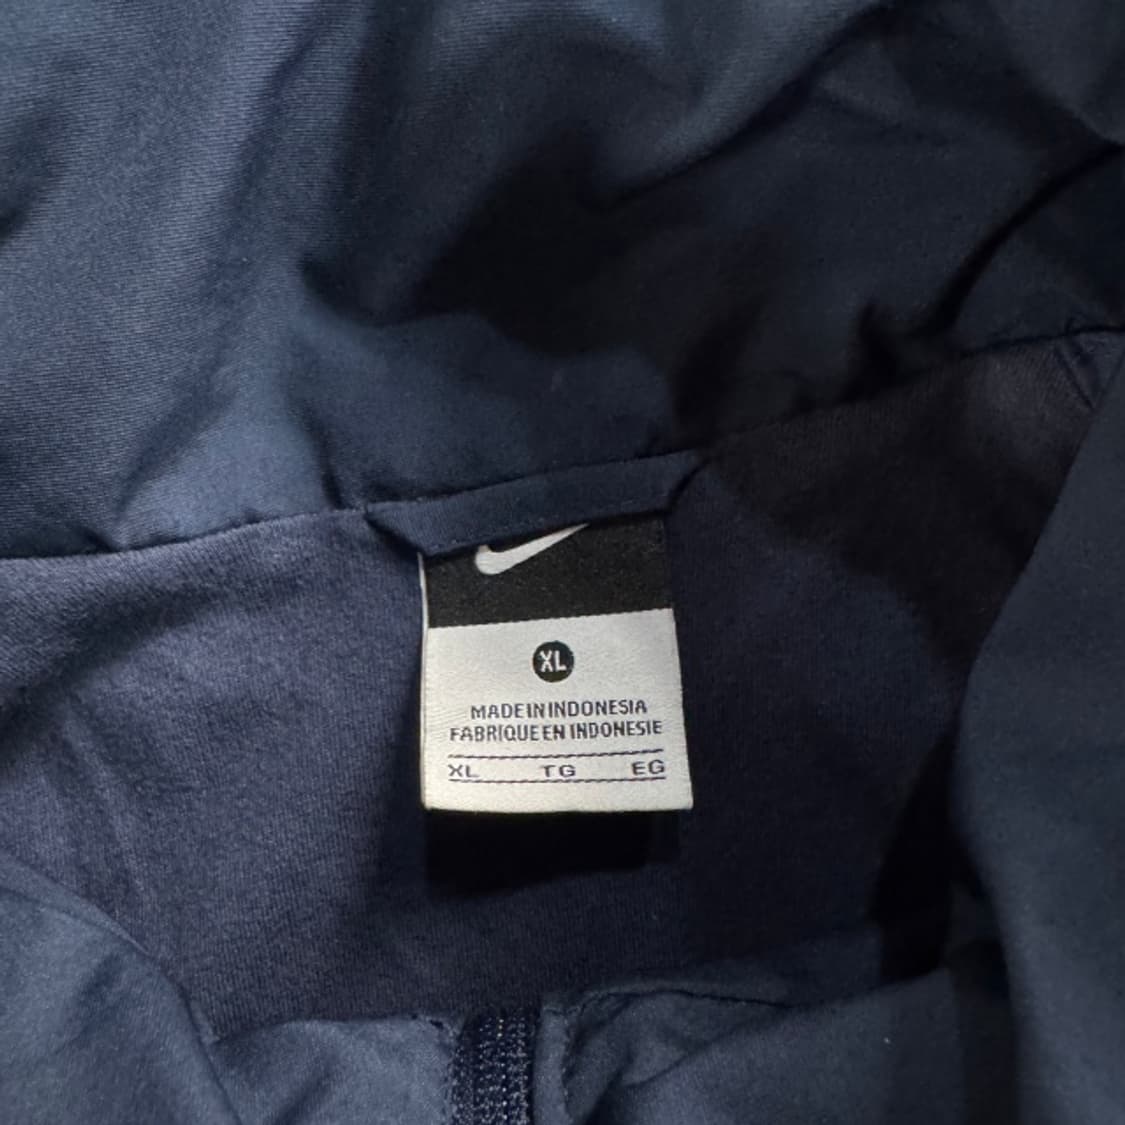 XL
MADE IN INDONESIA
FABRIQUE EN INDONESIE
XL TG EG